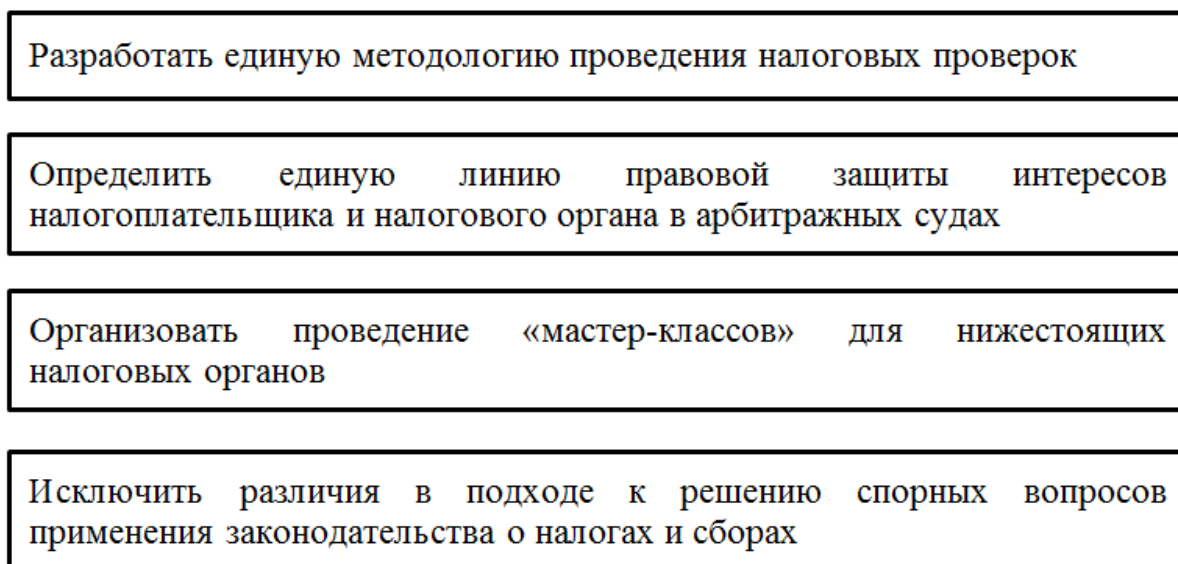 Разработать единую методологию проведения налоговых проверок
Определить единую линию правовой защиты интересов
налогоплательщика и налогового органа в арбитражных судах
Организовать проведение «мастер-классов» для нижестоящих
налоговых органов
Исключить различия в подходе к решению спорных вопросов
применения законодательства о налогах и сборах